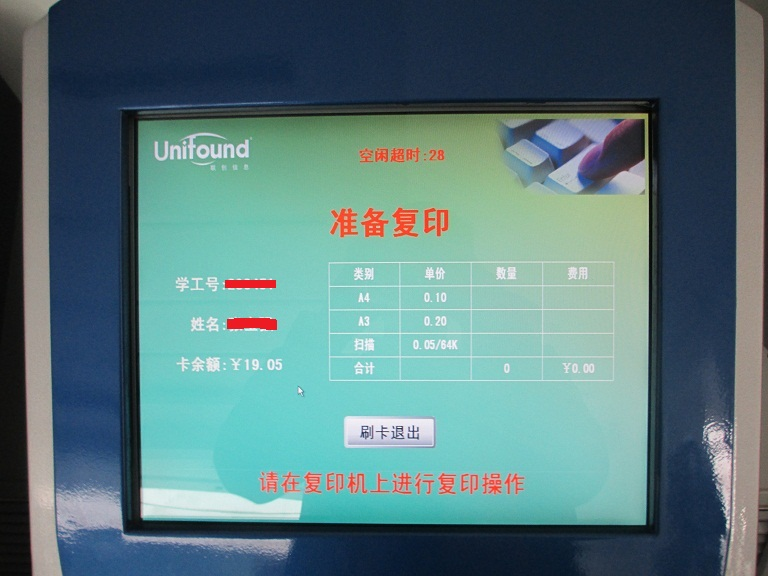 Unifound
空闲超时:28
准备复印
学工号:
姓名:
卡余额:￥19.05
类别 单价 数量 费用
A4 0.10
A3 0.20
扫描 0.05/64K
合计 0 ￥0.00
刷卡退出
请在复印机上进行复印操作